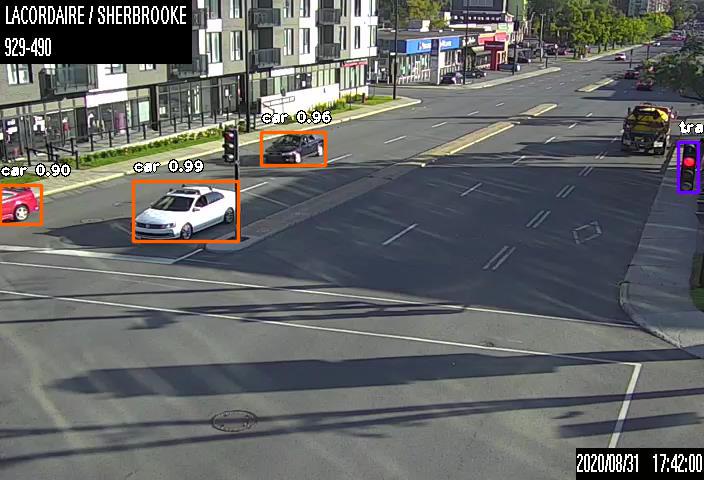 LACORDAIRE / SHERBROOKE
929-490
car 0.96
tra
car 0.99
car 0.90
2020/08/31 17:42:00